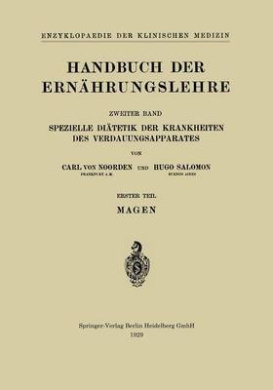 ENZYKLOPAEDIE DER KLINISCHEN MEDIZIN
HANDBUCH DER
ERNÄHRUNGSLEHRE
ZWEITER BAND
SPEZIELLE DIÄTETIK DER KRANKHEITEN
DES VERDAUUNGSAPPARATES
VON
CARL VON NOORDEN UND HUGO SALOMON
FRANKFURT A.M. BUENOS AIRES
ERSTER TEIL
MAGEN
Springer-Verlag Berlin Heidelberg GmbH
1929